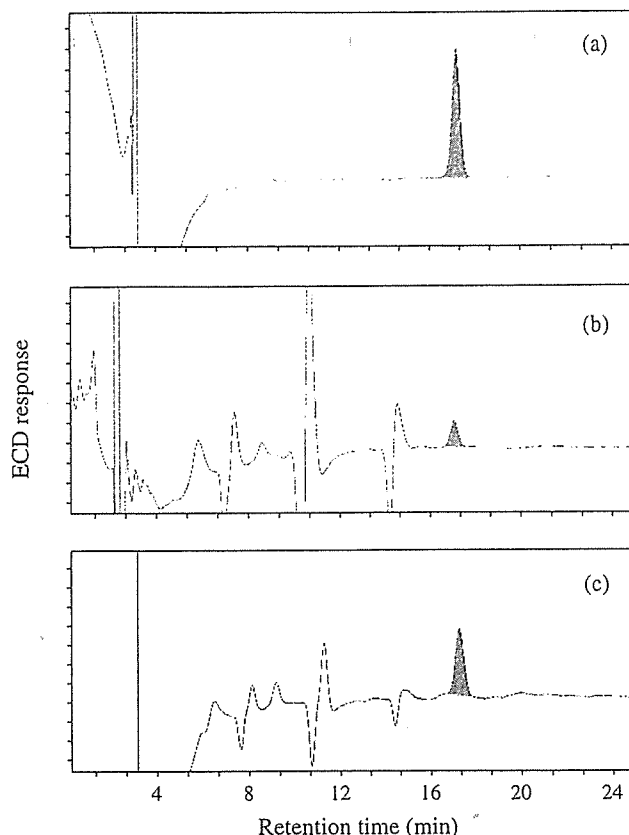 (a)
(b)
ECD response
(c)
4 8 12 16 20 24
Retention time (min)